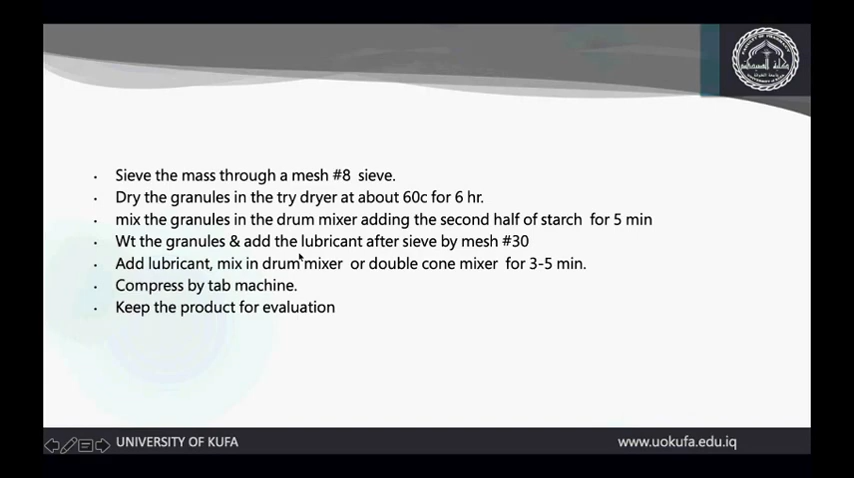 · Sieve the mass through a mesh #8 sieve.
· Dry the granules in the try dryer at about 60c for 6 hr.
· mix the granules in the drum mixer adding the second half of starch for 5 min
· Wt the granules & add the lubricant after sieve by mesh #30
· Add lubricant, mix in drum mixer or double cone mixer for 3-5 min.
· Compress by tab machine.
· Keep the product for evaluation
UNIVERSITY OF KUFA
www.uokufa.edu.iq